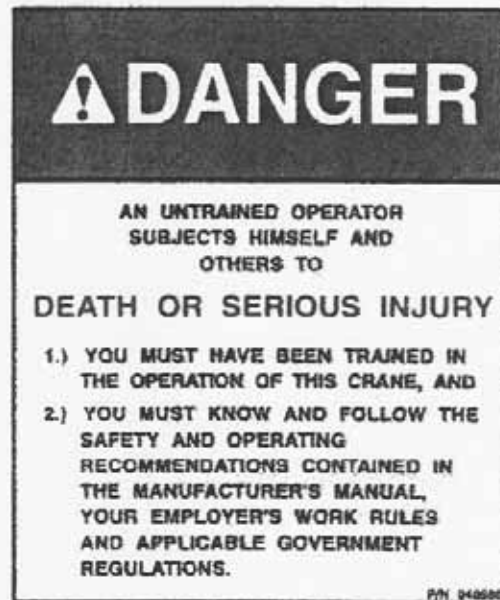 DANGER
AN UNTRAINED OPERATOR
SUBJECTS HIMSELF AND
OTHERS TO
DEATH OR SERIOUS INJURY
1.) YOU MUST HAVE BEEN TRAINED IN
THE OPERATION OF THIS CRANE, AND
2.) YOU MUST KNOW AND FOLLOW THE
SAFETY AND OPERATING
RECOMMENDATIONS CONTAINED IN
THE MANUFACTURER'S MANUAL,
YOUR EMPLOYER'S WORK RULES
AND APPLICABLE GOVERNMENT
REGULATIONS.
P/N